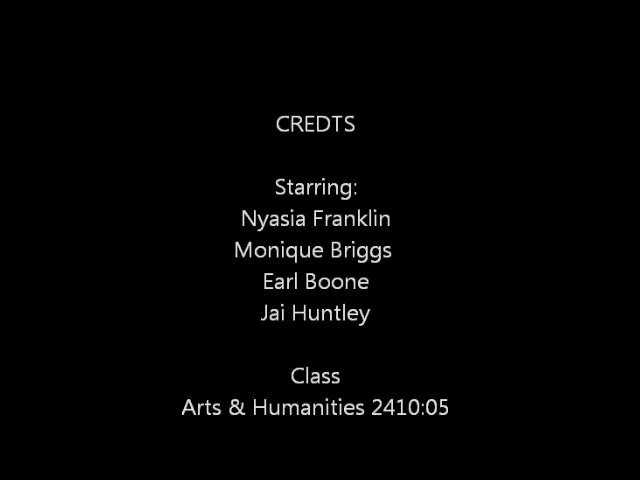 CREDTS
Starring:
Nyasia Franklin
Monique Briggs
Earl Boone
Jai Huntley
Class
Arts & Humanities 2410:05